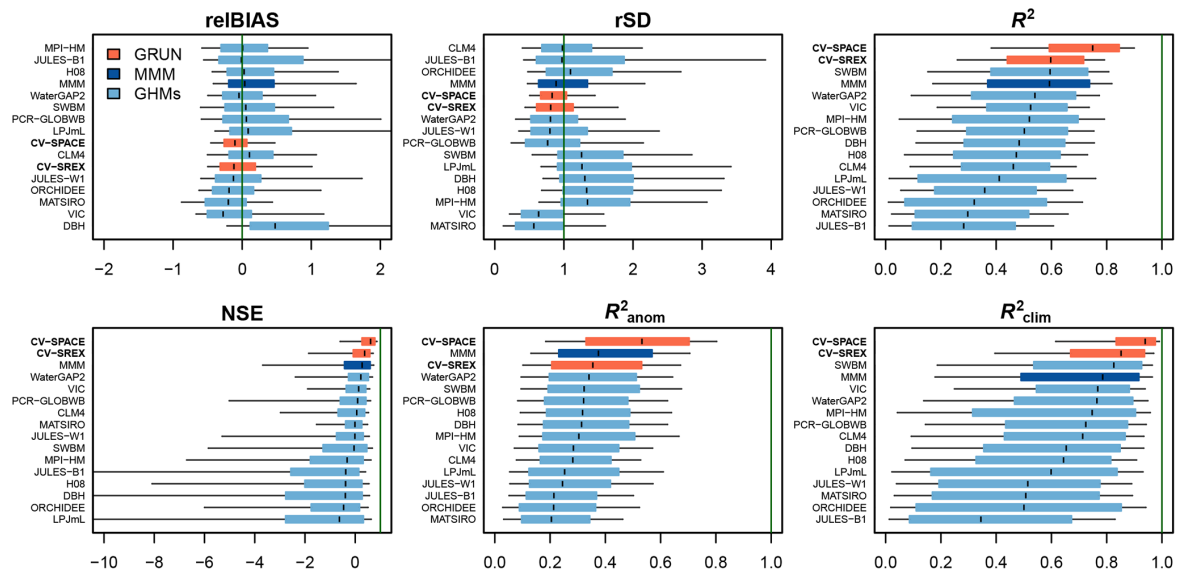 relBIAS
MPI−HM
JULES−B1
H08
MMM
WaterGAP2
SWBM
PCR−GLOBWB
LPJmL
CV−SPACE
CLM4
CV−SREX
JULES−W1
ORCHIDEE
MATSIRO
VIC
DBH
GRUN
MMM
GHMs
−2 −1 0 1 2
rSD
CLM4
JULES−B1
ORCHIDEE
MMM
CV−SPACE
CV−SREX
WaterGAP2
JULES−W1
PCR−GLOBWB
SWBM
LPJmL
DBH
H08
MPI−HM
VIC
MATSIRO
0 1 2 3 4
R²
CV−SPACE
CV−SREX
SWBM
MMM
WaterGAP2
VIC
MPI−HM
PCR−GLOBWB
DBH
H08
CLM4
LPJmL
JULES−W1
ORCHIDEE
MATSIRO
JULES−B1
0.0 0.2 0.4 0.6 0.8 1.0
NSE
CV−SPACE
CV−SREX
MMM
WaterGAP2
VIC
PCR−GLOBWB
CLM4
MATSIRO
JULES−W1
SWBM
MPI−HM
JULES−B1
H08
DBH
ORCHIDEE
LPJmL
−10 −8 −6 −4 −2 0
R²anom
CV−SPACE
MMM
CV−SREX
WaterGAP2
SWBM
PCR−GLOBWB
H08
DBH
MPI−HM
VIC
CLM4
LPJmL
JULES−W1
JULES−B1
ORCHIDEE
MATSIRO
0.0 0.2 0.4 0.6 0.8 1.0
R²clim
CV−SPACE
CV−SREX
SWBM
MMM
VIC
WaterGAP2
MPI−HM
PCR−GLOBWB
CLM4
DBH
H08
LPJmL
JULES−W1
MATSIRO
ORCHIDEE
JULES−B1
0.0 0.2 0.4 0.6 0.8 1.0